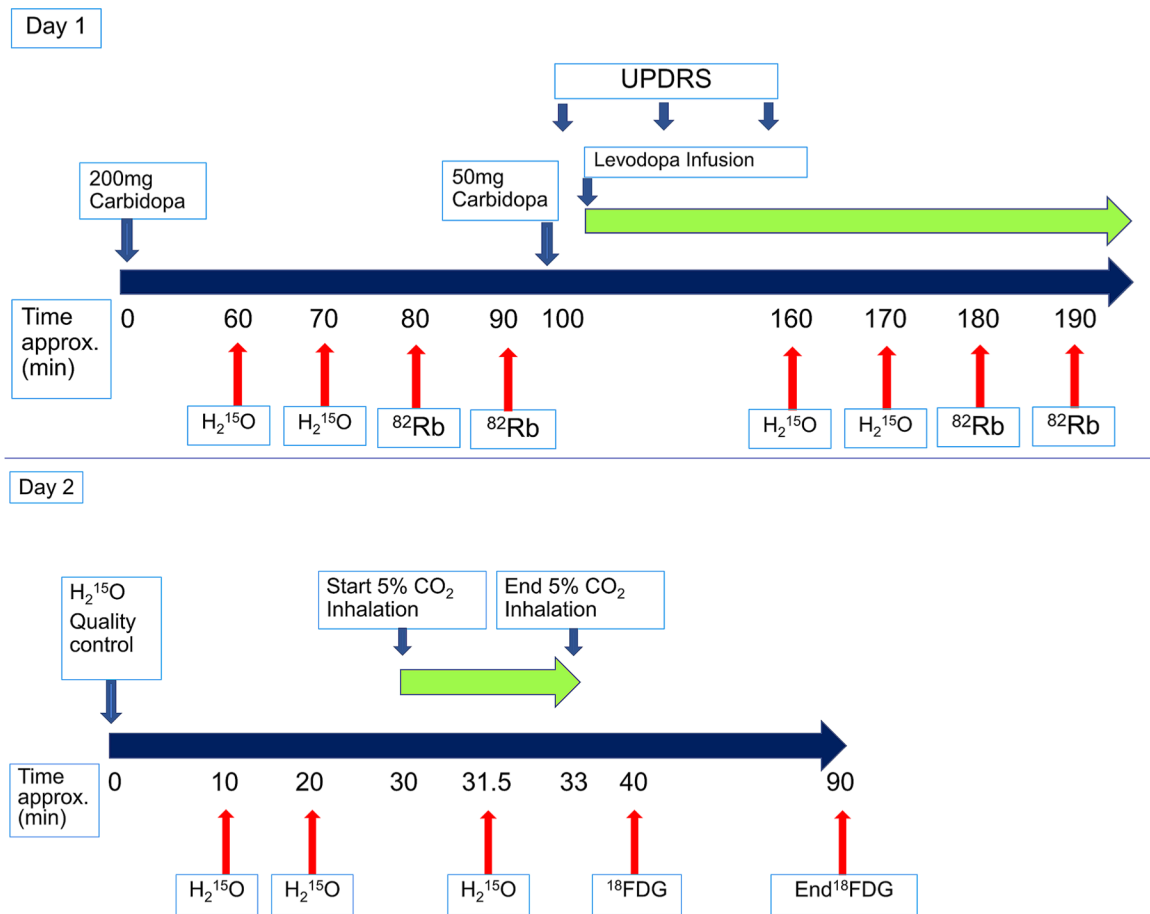 Day 1
UPDRS
Levodopa Infusion
200mg
Carbidopa
50mg
Carbidopa
Time
approx.
(min)
0 60 70 80 90 100 160 170 180 190
H₂¹⁵O H₂¹⁵O ⁸²Rb ⁸²Rb H₂¹⁵O H₂¹⁵O ⁸²Rb ⁸²Rb
Day 2
H₂¹⁵O
Quality
control
Start 5% CO₂
Inhalation
End 5% CO₂
Inhalation
Time
approx.
(min)
0 10 20 30 31.5 33 40 90
H₂¹⁵O H₂¹⁵O H₂¹⁵O ¹⁸FDG End¹⁸FDG